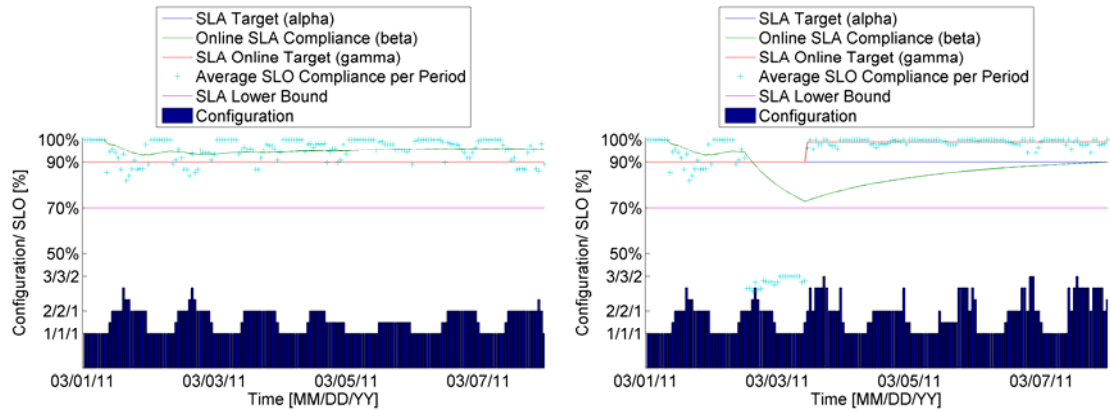 SLA Target (alpha)
Online SLA Compliance (beta)
SLA Online Target (gamma)
Average SLO Compliance per Period
SLA Lower Bound
Configuration
100%
90%
70%
50%
3/3/2
2/2/1
1/1/1
Configuration/ SLO [%]
03/01/11 03/03/11 03/05/11 03/07/11
Time [MM/DD/YY]
SLA Target (alpha)
Online SLA Compliance (beta)
SLA Online Target (gamma)
Average SLO Compliance per Period
SLA Lower Bound
Configuration
100%
90%
70%
50%
3/3/2
2/2/1
1/1/1
Configuration/ SLO [%]
03/01/11 03/03/11 03/05/11 03/07/11
Time [MM/DD/YY]